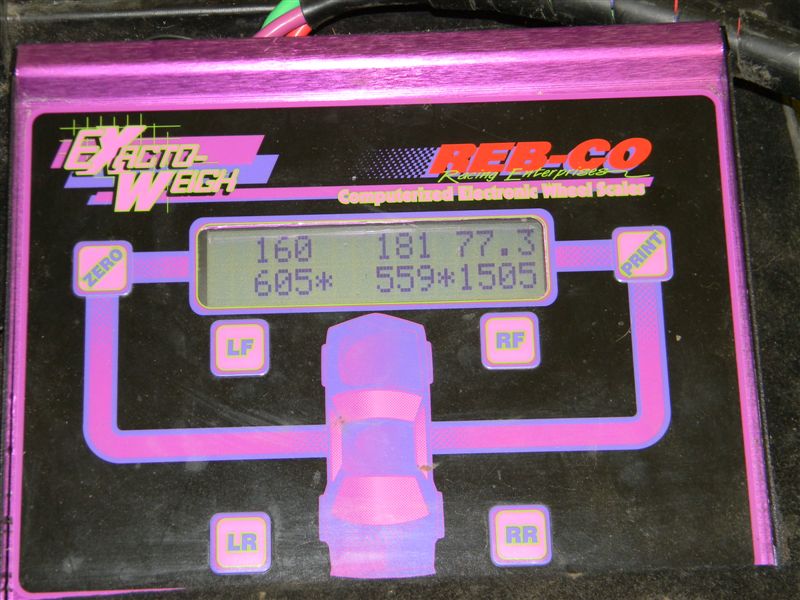 EXACTO-
WEIGH
REB-CO
Racing Enterprises
Computerized Electronic Wheel Scales
160 181 77.3
605* 559*1505
ZERO
PRINT
LF
RF
LR
RR